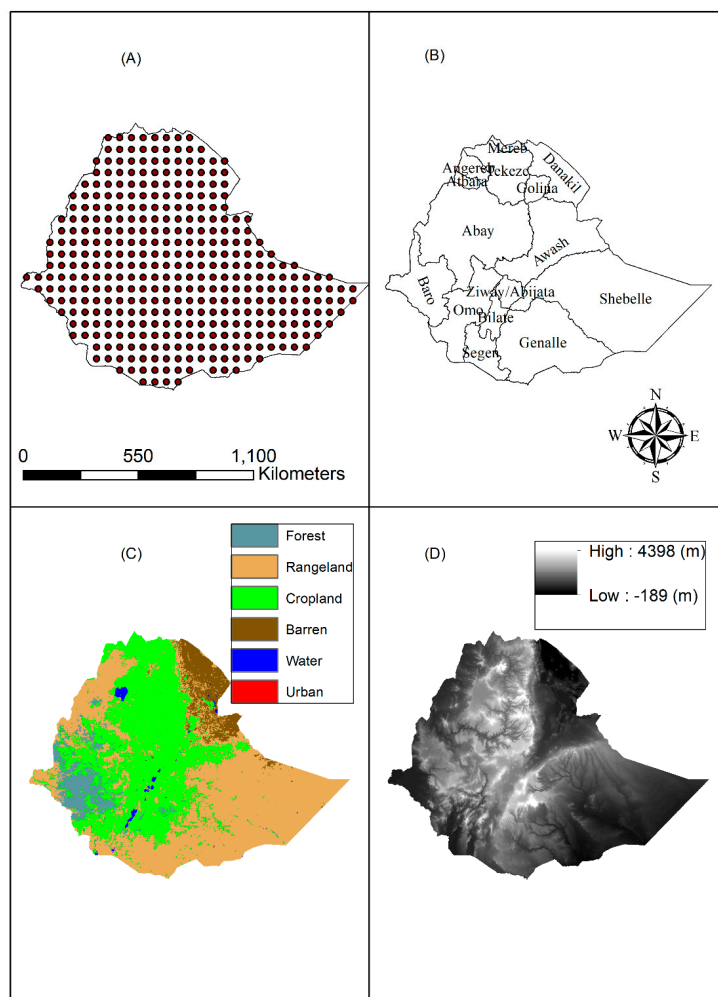 (A)
0 550 1,100
Kilometers
(B)
Mereb
Danakil
Angereb
Tekeze
Atbara
Golina
Abay
Awash
Baro
Ziway/Abijata
Shebelle
Omo
Bilate
Genalle
Segen
N
W E
S
(C)
Forest
Rangeland
Cropland
Barren
Water
Urban
(D)
High : 4398 (m)
Low : -189 (m)